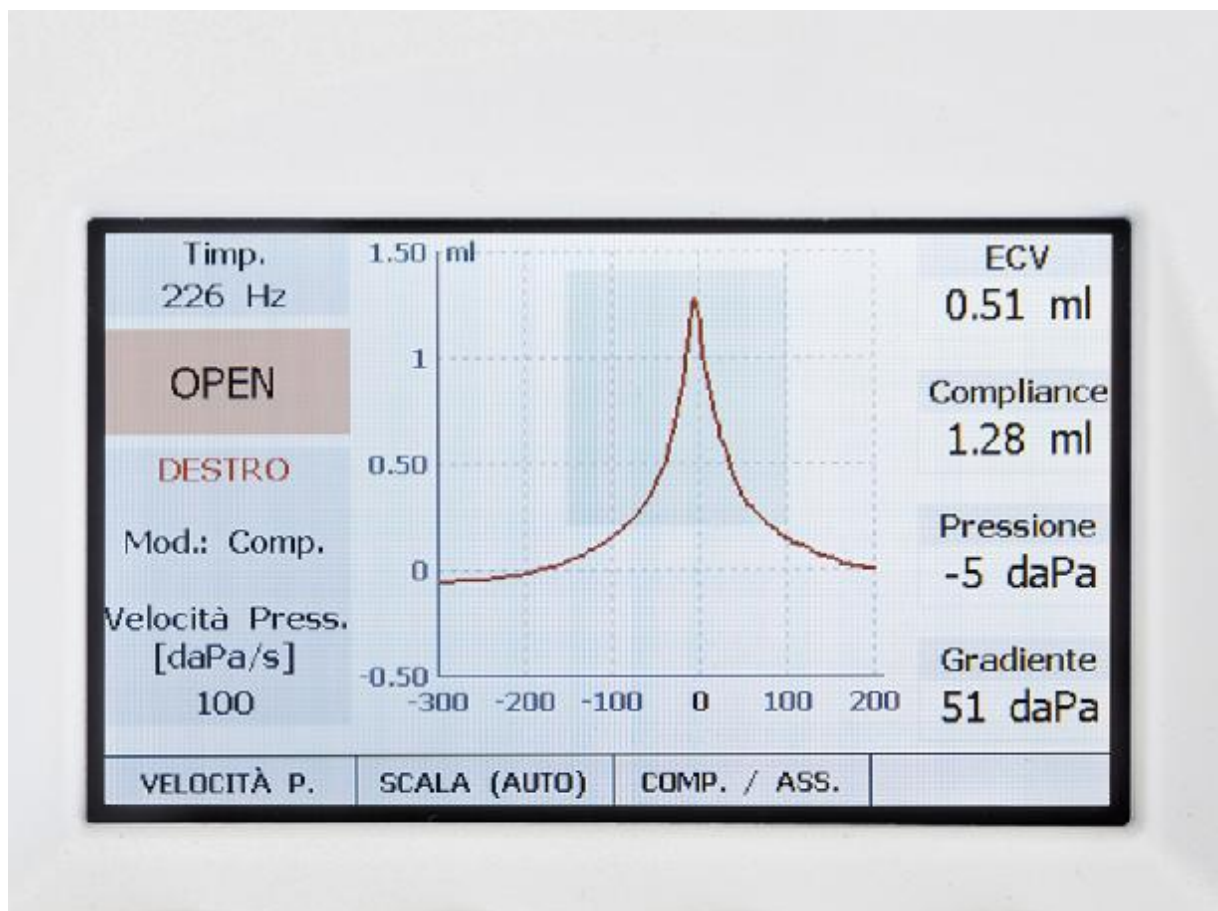 Timp.
226 Hz
OPEN
DESTRO
Mod.: Comp.
Velocità Press.
[daPa/s]
100
1.50 ml
1
0.50
0
-0.50
-300 -200 -100 0 100 200
ECV
0.51 ml
Compliance
1.28 ml
Pressione
-5 daPa
Gradiente
51 daPa
VELOCITÀ P. SCALA (AUTO) COMP. / ASS.